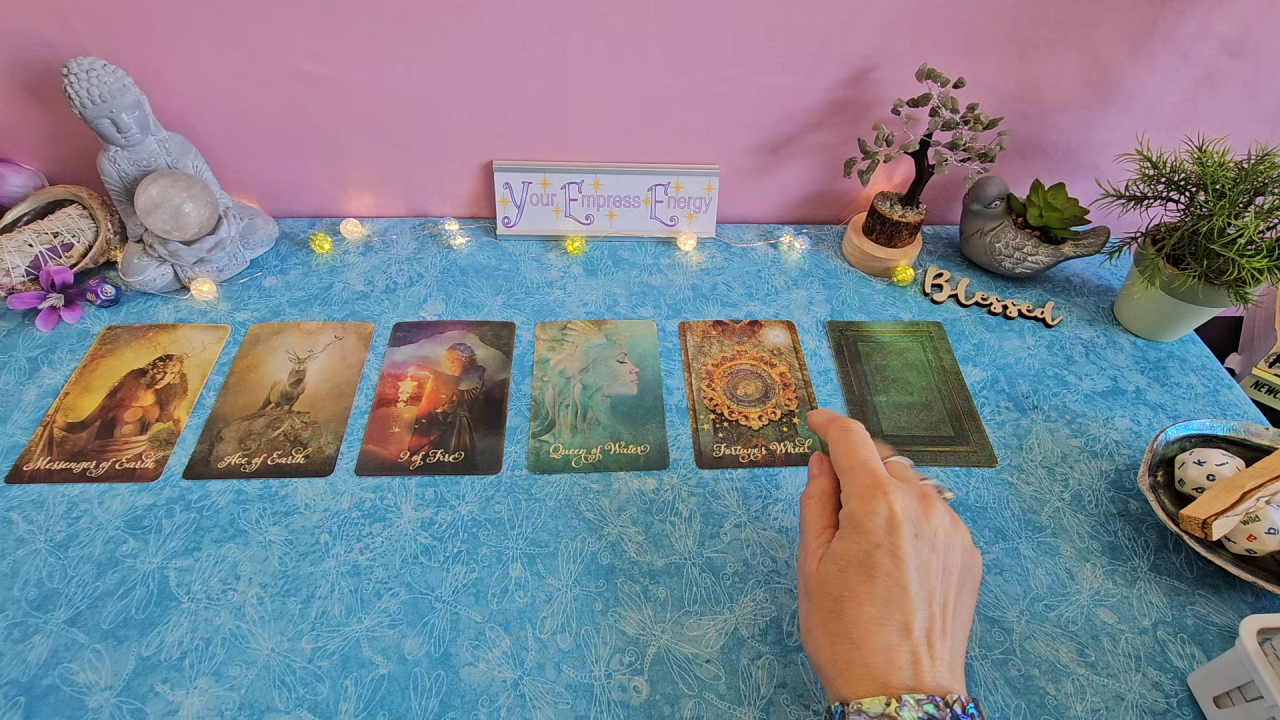 Your Empress Energy
Blessed
Messenger of Earth
Ace of Earth
9 of Fire
Queen of Water
Fortune's Wheel